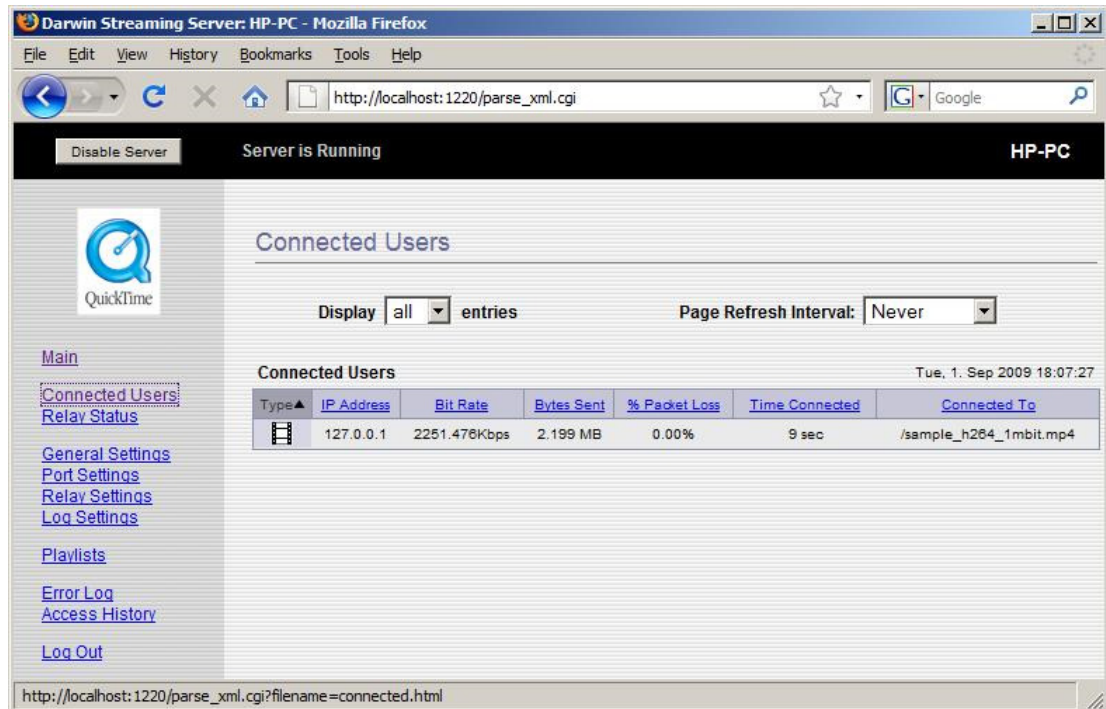 Darwin Streaming Server: HP-PC - Mozilla Firefox
File Edit View History Bookmarks Tools Help
http://localhost:1220/parse_xml.cgi G Google
Disable Server Server is Running HP-PC
QuickTime
Connected Users
Display all entries Page Refresh Interval: Never
Main
Connected Users
Relay Status
General Settings
Port Settings
Relay Settings
Log Settings
Playlists
Error Log
Access History
Log Out
Connected Users Tue, 1. Sep 2009 18:07:27
Type IP Address Bit Rate Bytes Sent % Packet Loss Time Connected Connected To
127.0.0.1 2251.476Kbps 2.199 MB 0.00% 9 sec /sample_h264_1mbit.mp4
http://localhost:1220/parse_xml.cgi?filename=connected.html